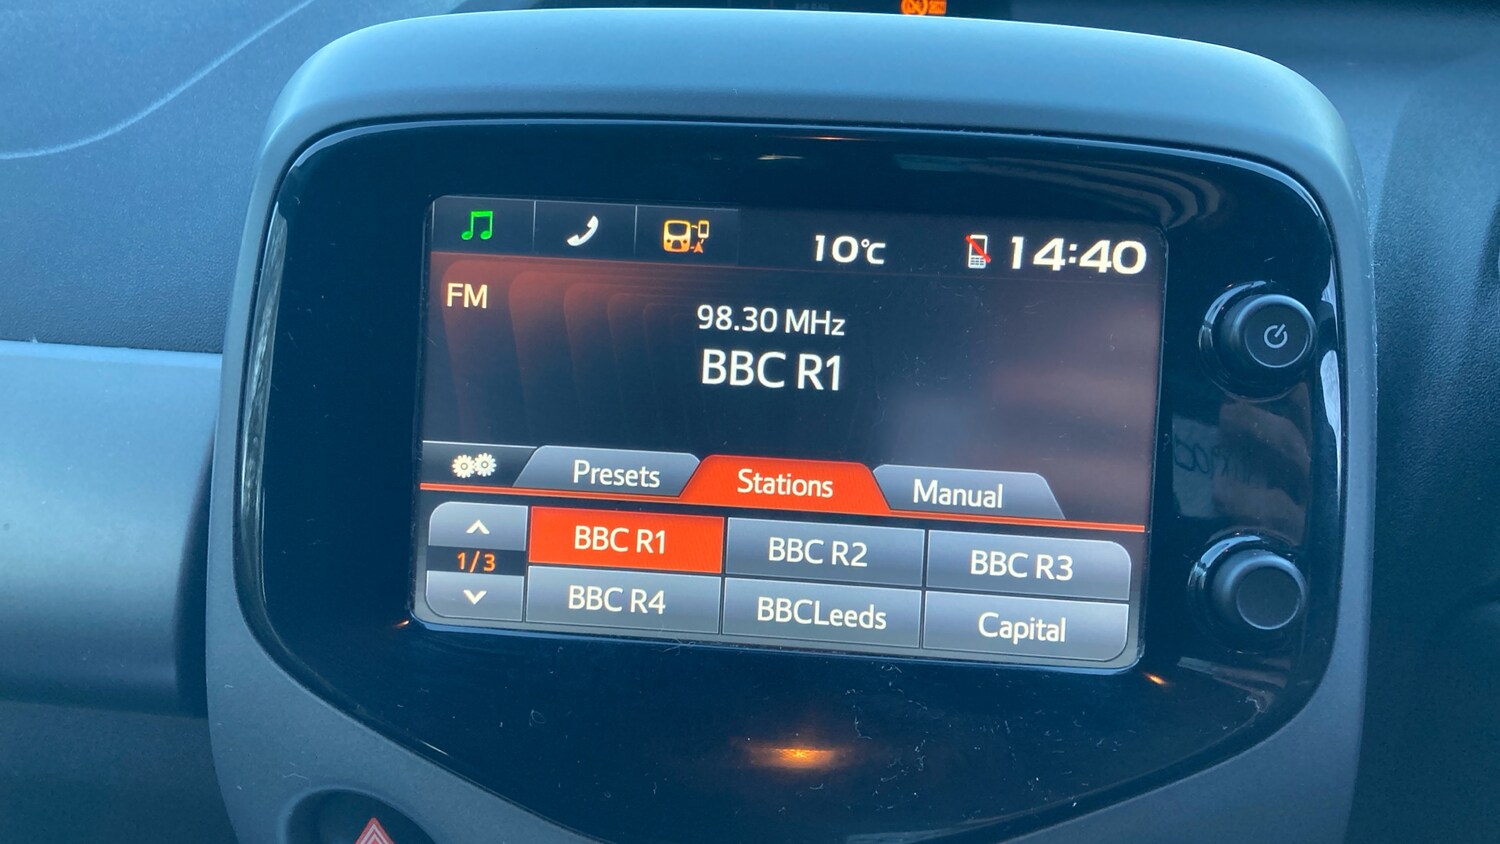 10°C 14:40
FM
98.30 MHz
BBC R1
Presets Stations Manual
1/3
BBC R1 BBC R2 BBC R3
BBC R4 BBCLeeds Capital